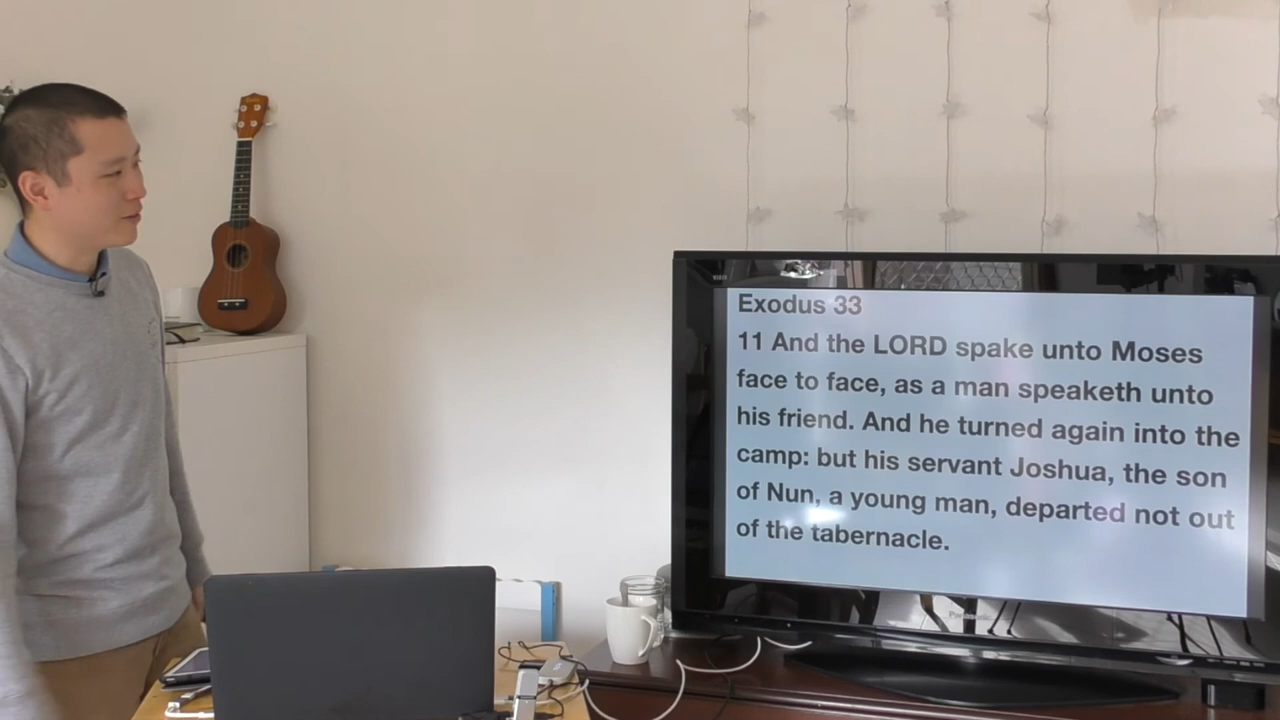 Exodus 33
11 And the LORD spake unto Moses
face to face, as a man speaketh unto
his friend. And he turned again into the
camp: but his servant Joshua, the son
of Nun, a young man, departed not out
of the tabernacle.
Panasonic